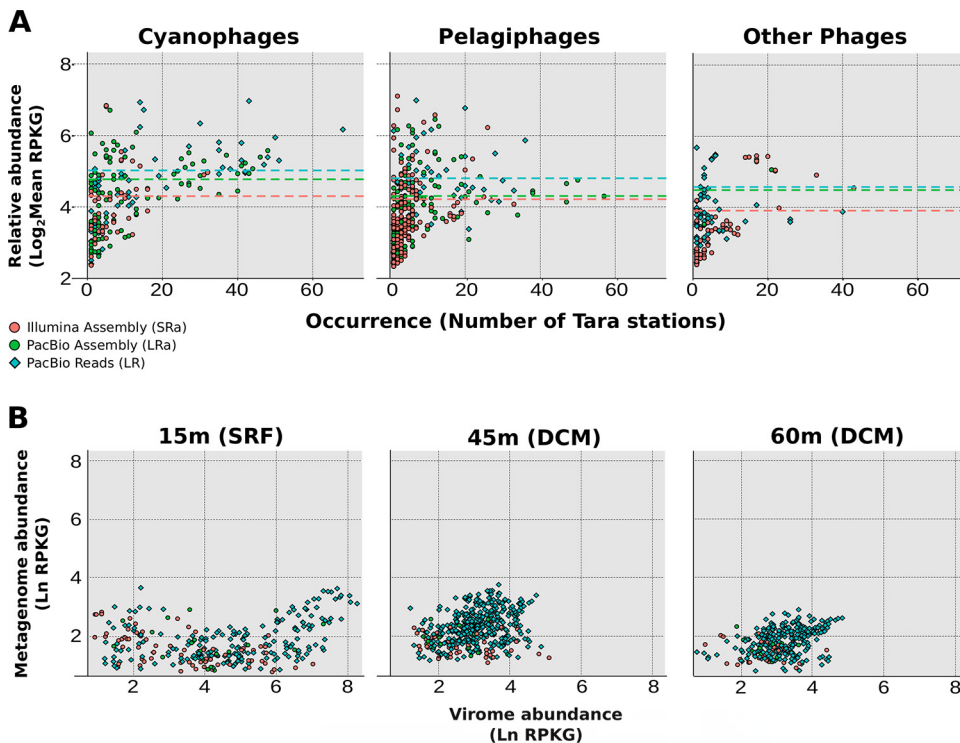 A
Cyanophages
Pelagiphages
Other Phages
Relative abundance
(Log₂Mean RPKG)
8
6
4
2
0
20
40
60
0
20
40
60
0
20
40
60
Occurrence (Number of Tara stations)
Illumina Assembly (SRa)
PacBio Assembly (LRa)
PacBio Reads (LR)
B
15m (SRF)
45m (DCM)
60m (DCM)
Metagenome abundance
(Ln RPKG)
8
6
4
2
2
4
6
8
2
4
6
8
2
4
6
8
Virome abundance
(Ln RPKG)